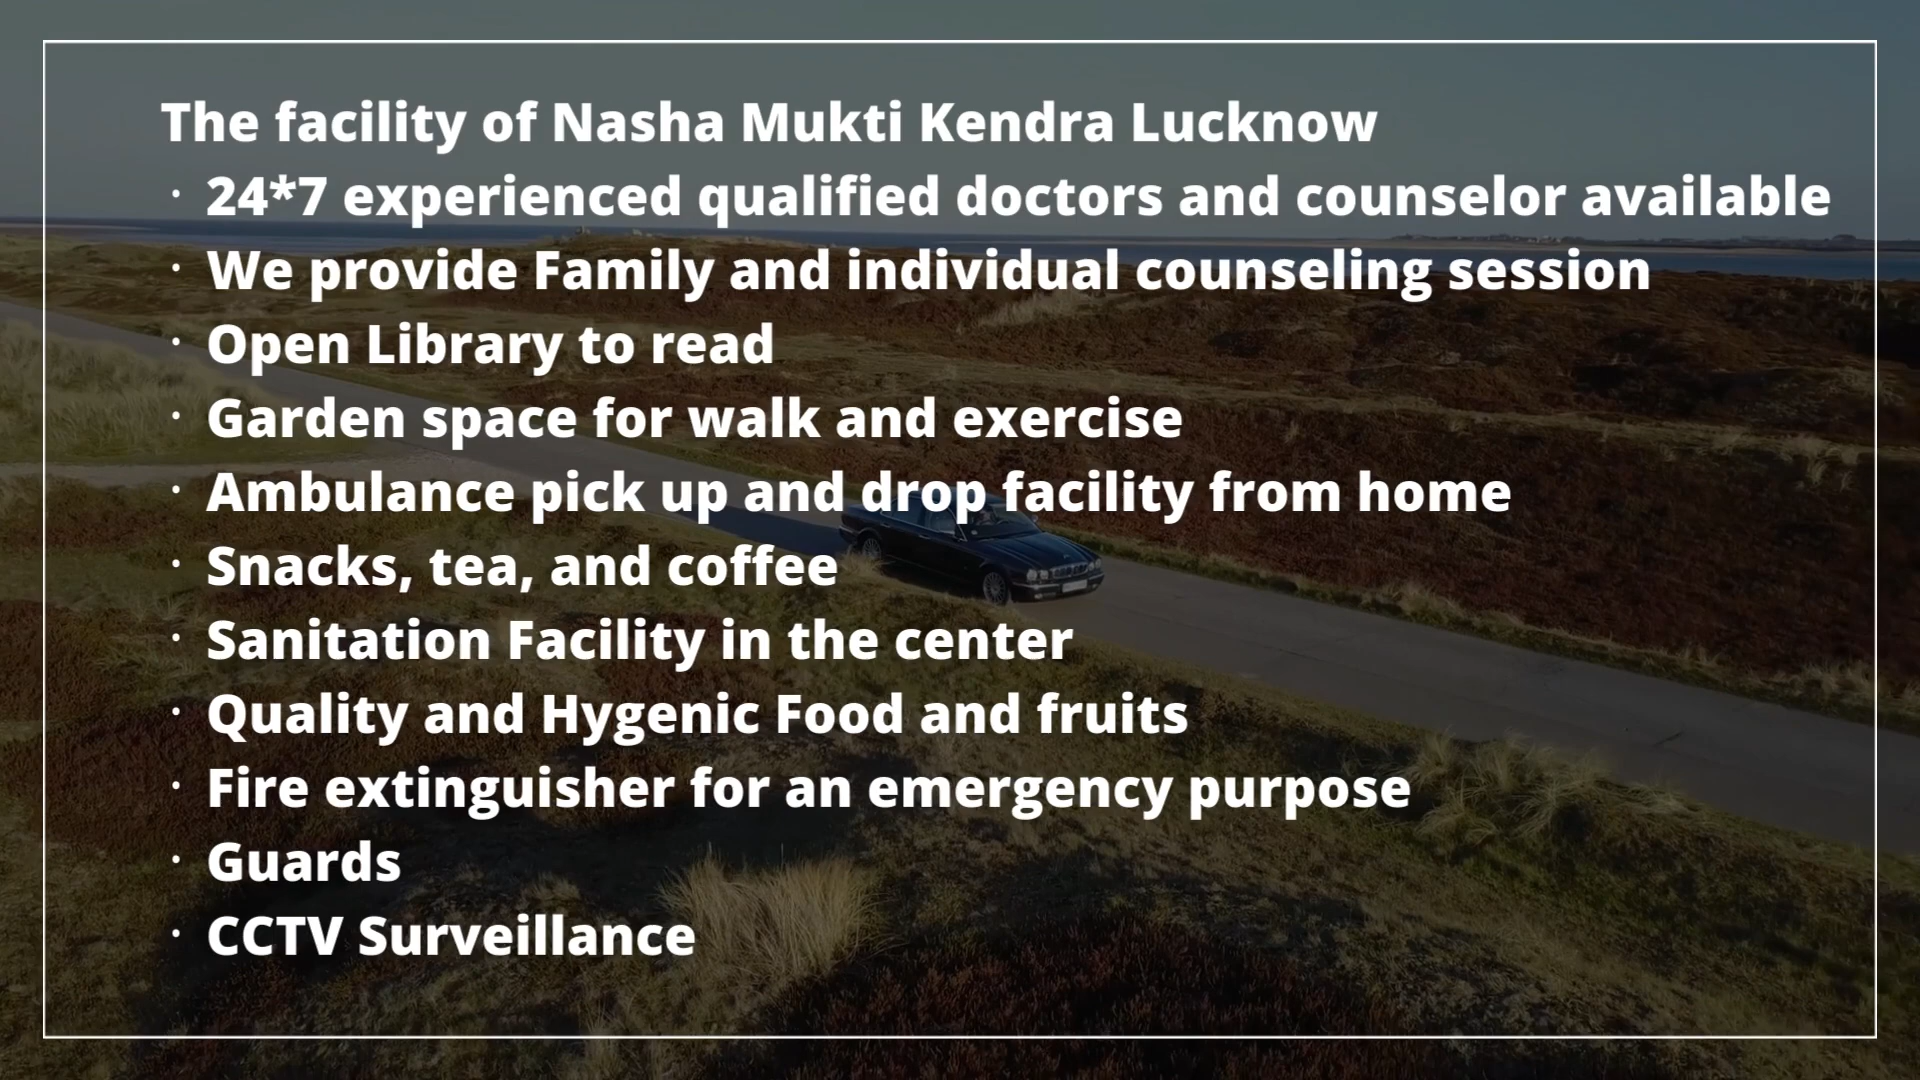 The facility of Nasha Mukti Kendra Lucknow
· 24*7 experienced qualified doctors and counselor available
· We provide Family and individual counseling session
· Open Library to read
· Garden space for walk and exercise
· Ambulance pick up and drop facility from home
· Snacks, tea, and coffee
· Sanitation Facility in the center
· Quality and Hygenic Food and fruits
· Fire extinguisher for an emergency purpose
· Guards
· CCTV Surveillance